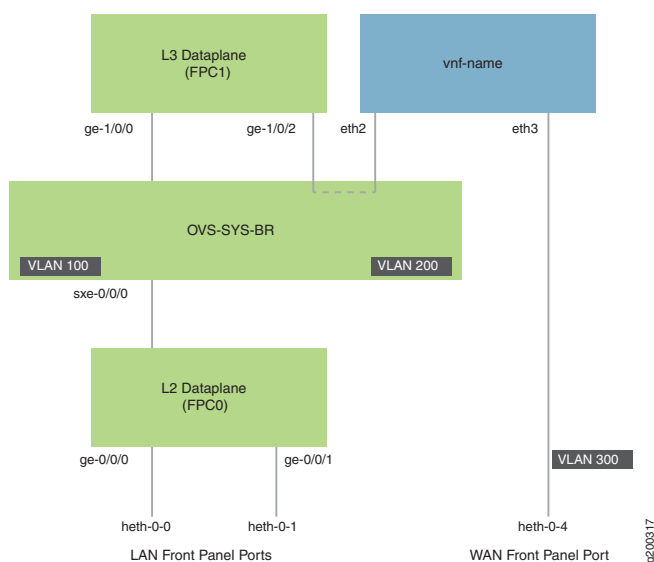 L3 Dataplane
(FPC1)
vnf-name
ge-1/0/0
ge-1/0/2
eth2
eth3
OVS-SYS-BR
VLAN 100
VLAN 200
sxe-0/0/0
L2 Dataplane
(FPC0)
ge-0/0/0
ge-0/0/1
VLAN 300
heth-0-0
heth-0-1
heth-0-4
LAN Front Panel Ports
WAN Front Panel Port
g200317